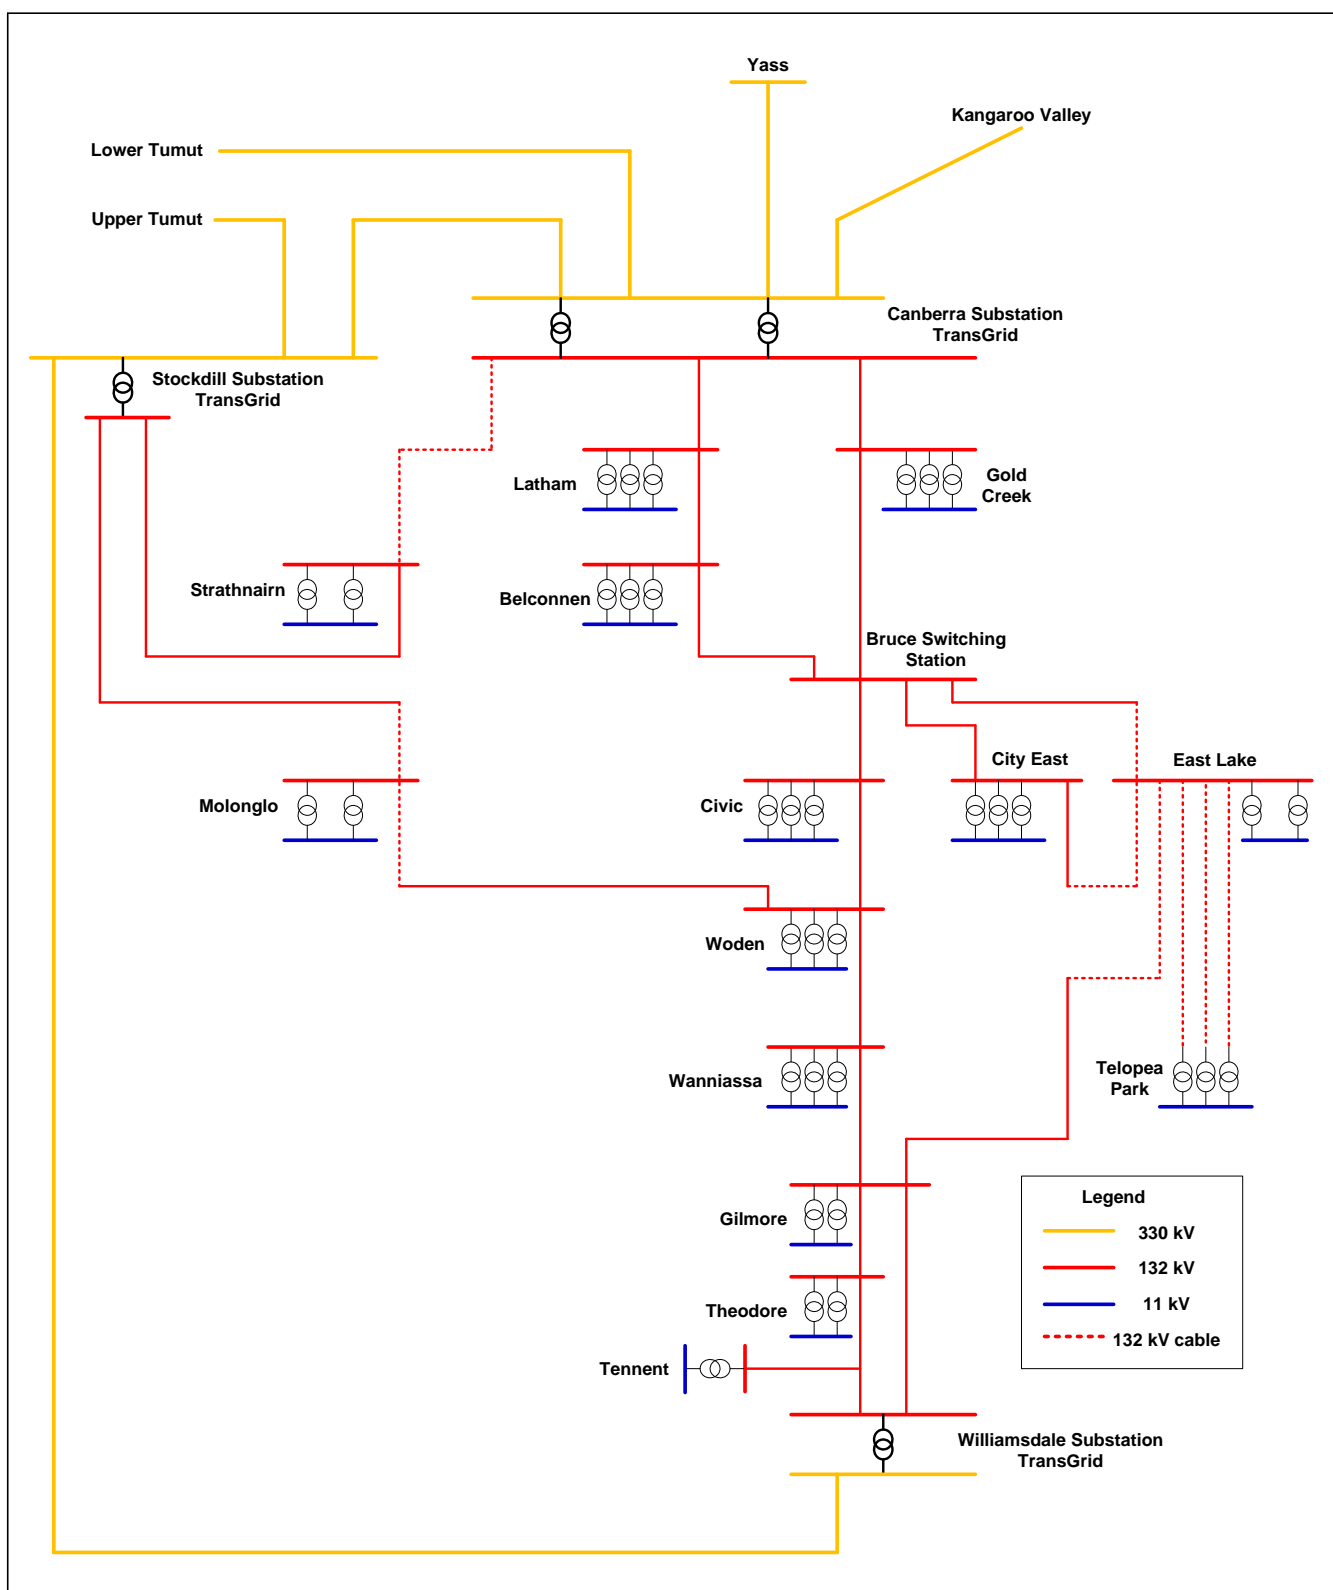 Yass
Kangaroo Valley
Lower Tumut
Upper Tumut
Canberra Substation
TransGrid
Stockdill Substation
TransGrid
Latham
Gold
Creek
Strathnairn
Belconnen
Bruce Switching
Station
City East
East Lake
Molonglo
Civic
Woden
Wanniassa
Telopea
Park
Legend
330 kV
132 kV
11 kV
132 kV cable
Gilmore
Theodore
Tennent
Williamsdale Substation
TransGrid